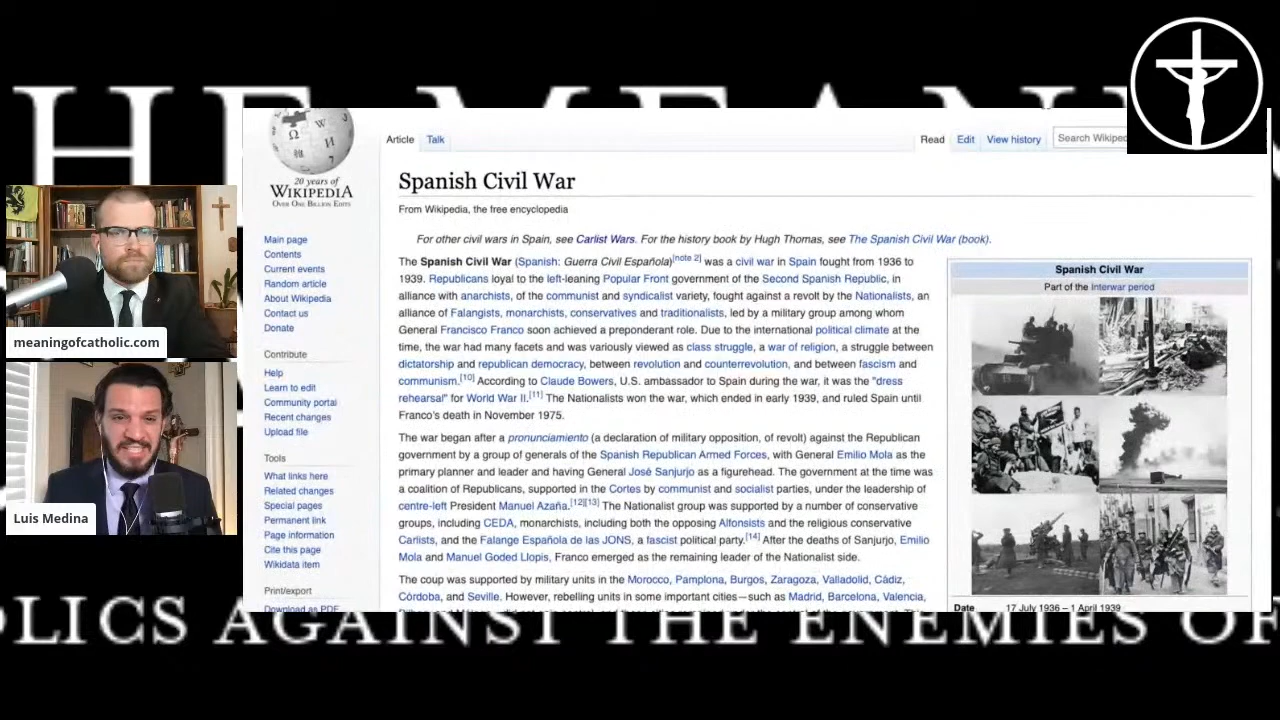 HE MEAN
20 years of
WIKIPEDIA
OVER ONE BILLION EDITS
Main page
Contents
Current events
Random article
About Wikipedia
Contact us
Donate
Contribute
Help
Learn to edit
Community portal
Recent changes
Upload file
Tools
What links here
Related changes
Special pages
Permanent link
Page information
Cite this page
Wikidata item
Print/export
Download as PDF
Article Talk Read Edit View history Search Wikiped
Spanish Civil War
From Wikipedia, the free encyclopedia
For other civil wars in Spain, see Carlist Wars. For the history book by Hugh Thomas, see The Spanish Civil War (book).
The Spanish Civil War (Spanish: Guerra Civil Española)[note 2] was a civil war in Spain fought from 1936 to
1939. Republicans loyal to the left-leaning Popular Front government of the Second Spanish Republic, in
alliance with anarchists, of the communist and syndicalist variety, fought against a revolt by the Nationalists, an
alliance of Falangists, monarchists, conservatives and traditionalists, led by a military group among whom
General Francisco Franco soon achieved a preponderant role. Due to the international political climate at the
time, the war had many facets and was variously viewed as class struggle, a war of religion, a struggle between
dictatorship and republican democracy, between revolution and counterrevolution, and between fascism and
communism.[10] According to Claude Bowers, U.S. ambassador to Spain during the war, it was the "dress
rehearsal" for World War II.[11] The Nationalists won the war, which ended in early 1939, and ruled Spain until
Franco's death in November 1975.
The war began after a pronunciamiento (a declaration of military opposition, of revolt) against the Republican
government by a group of generals of the Spanish Republican Armed Forces, with General Emilio Mola as the
primary planner and leader and having General José Sanjurjo as a figurehead. The government at the time was
a coalition of Republicans, supported in the Cortes by communist and socialist parties, under the leadership of
centre-left President Manuel Azaña.[12][13] The Nationalist group was supported by a number of conservative
groups, including CEDA, monarchists, including both the opposing Alfonsists and the religious conservative
Carlists, and the Falange Española de las JONS, a fascist political party.[14] After the deaths of Sanjurjo, Emilio
Mola and Manuel Goded Llopis, Franco emerged as the remaining leader of the Nationalist side.
The coup was supported by military units in the Morocco, Pamplona, Burgos, Zaragoza, Valladolid, Cádiz,
Córdoba, and Seville. However, rebelling units in some important cities—such as Madrid, Barcelona, Valencia,
Spanish Civil War
Part of the Interwar period
Date 17 July 1936 – 1 April 1939
meaningofcatholic.com
Luis Medina
OLICS AGAINST THE ENEMIES OF